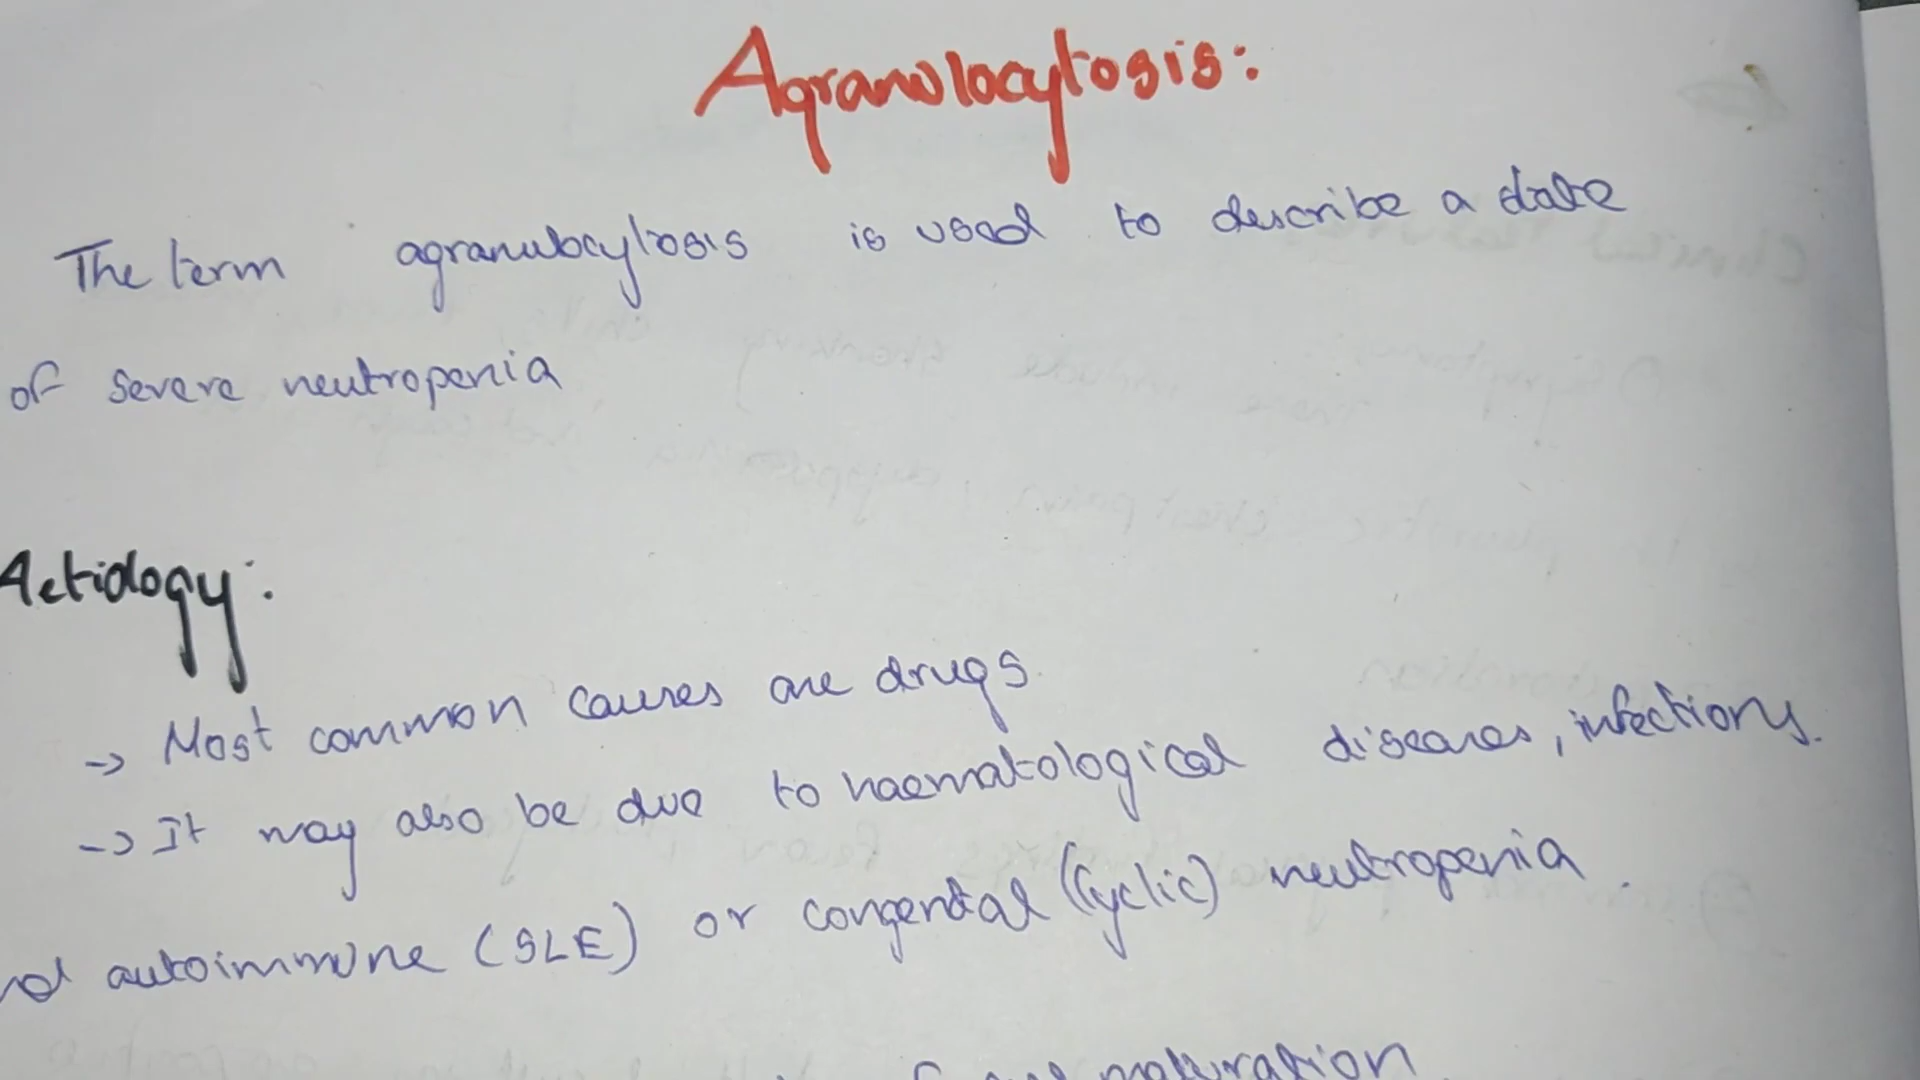 Agranulocytosis:
The term agranulocytosis is used to describe a state
of severe neutropenia
Aetiology:
-> Most common causes are drugs.
-> It may also be due to haematological diseases, infections.
autoimmune (SLE) or congenital (Cyclic) neutropenia.
maturation